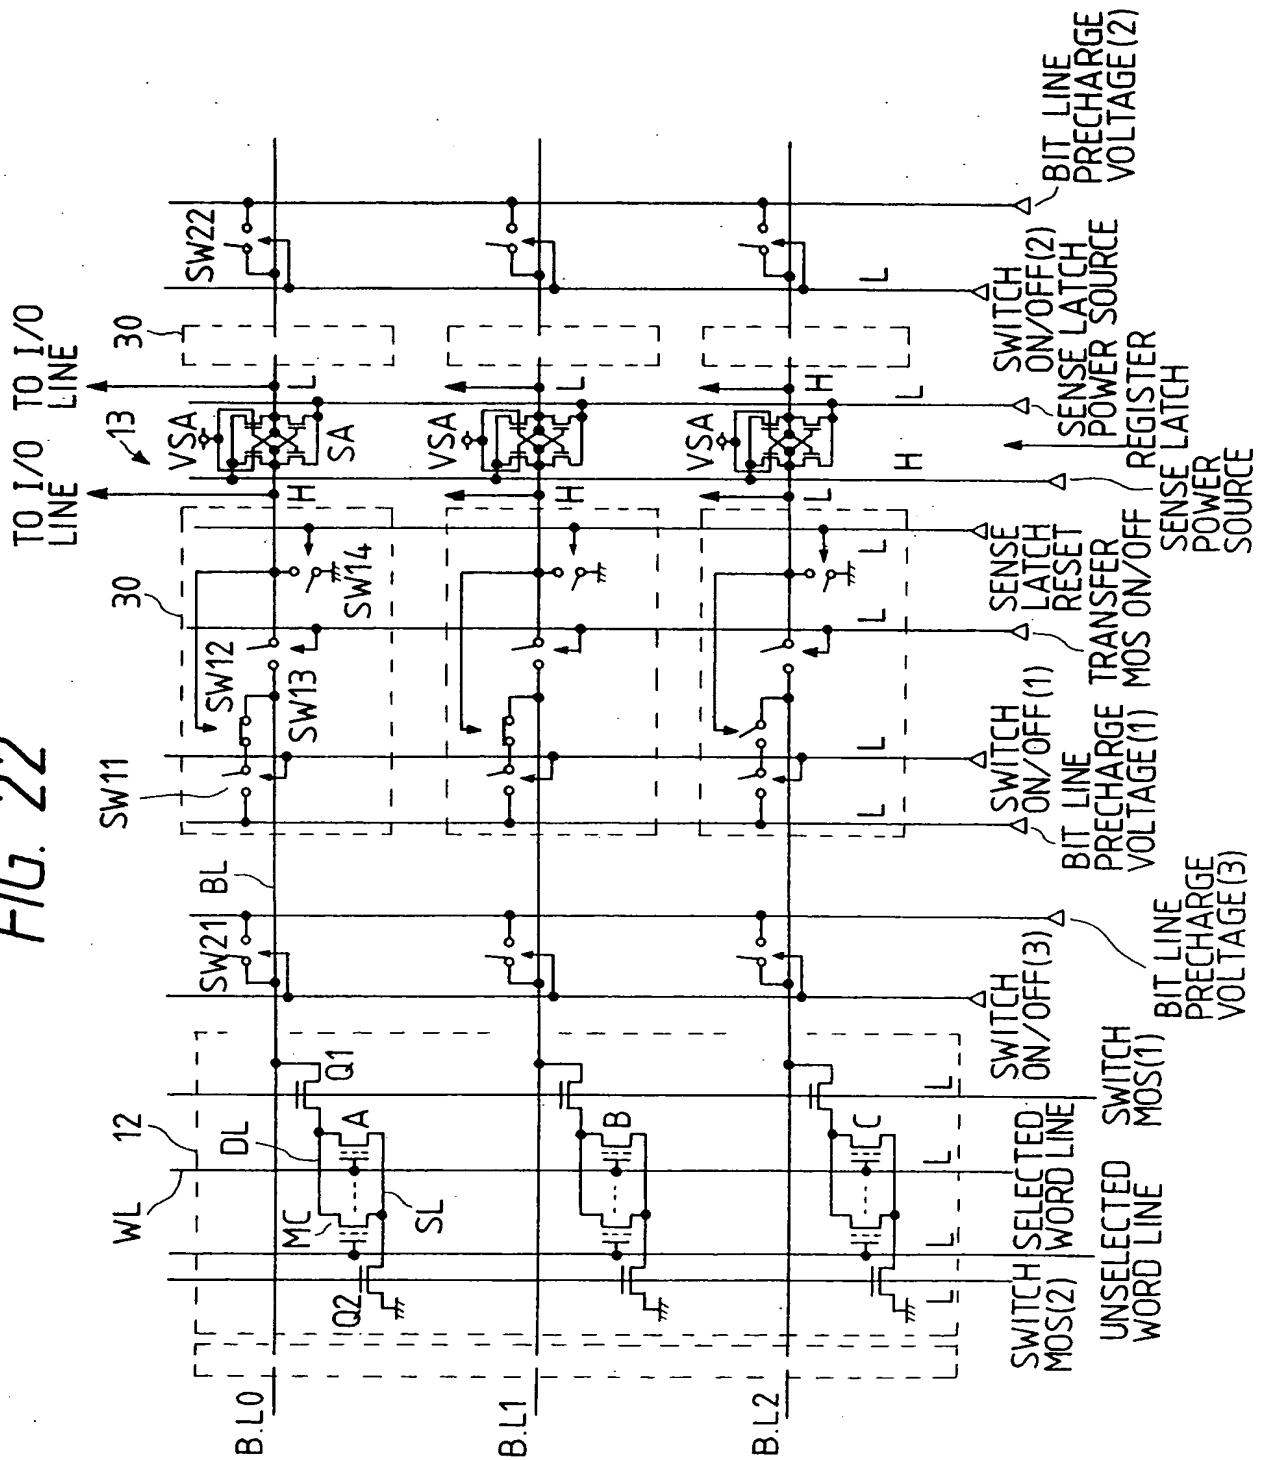 FIG. 22
TO I/O
LINE
TO I/O
LINE
13
30
30
SW11
SW12
SW13
SW14
SW21
SW22
BL
VSA
SA
H
L
VSA
H
L
VSA
L
H
12
WL
DL
MC
SL
Q1
Q2
A
B
C
B.L0
B.L1
B.L2
L
L
L
L
L
L
L
L
L
H
L
SWITCH
MOS(2)
UNSELECTED
WORD LINE
SELECTED
WORD LINE
SWITCH
MOS(1)
SWITCH
ON/OFF(3)
BIT LINE
PRECHARGE
VOLTAGE(3)
BIT LINE
PRECHARGE
VOLTAGE(1)
SWITCH
ON/OFF(1)
TRANSFER
MOS ON/OFF
SENSE
LATCH
RESET
SENSE LATCH
POWER
SOURCE
REGISTER
SENSE LATCH
POWER SOURCE
SWITCH
ON/OFF(2)
L
BIT LINE
PRECHARGE
VOLTAGE(2)